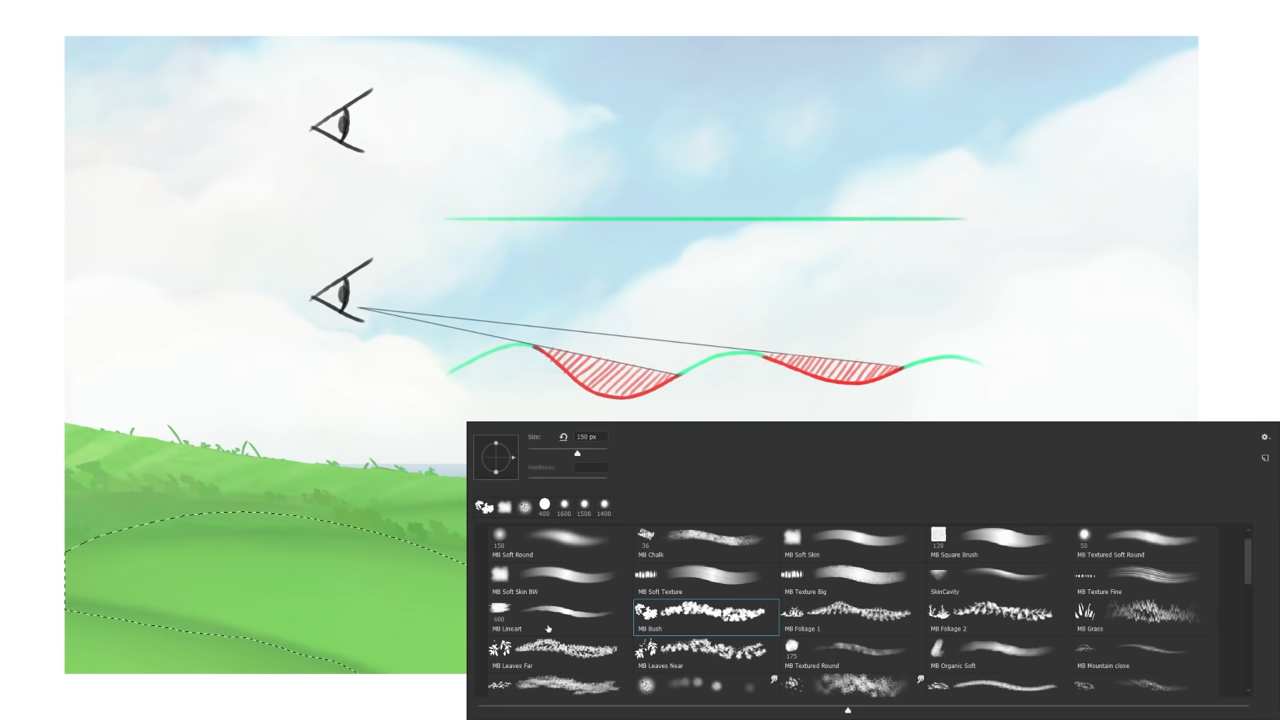 Size: 150 px
Hardness:
400 1600 1500 1400
150 36 139 50
MB Soft Round MB Chalk MB Soft Skin MB Square Brush MB Textured Soft Round
MB Soft Skin BW MB Soft Texture MB Texture Big SkinCavity MB Texture Fine
600
MB Lineart MB Bush MB Foliage 1 MB Foliage 2 MB Grass
175
MB Leaves Far MB Leaves Near MB Textured Round MB Organic Soft MB Mountain close